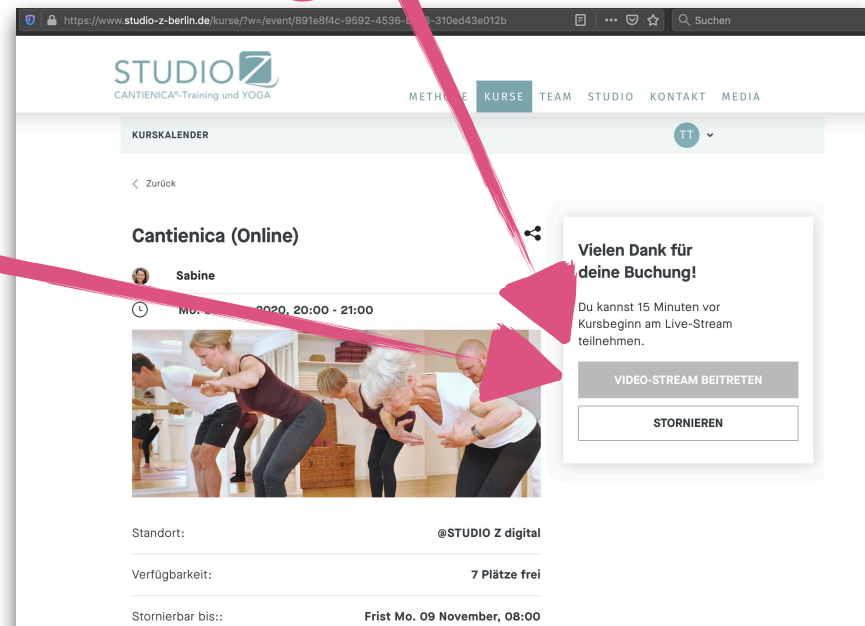 https://www.studio-z-berlin.de/kurse/?w=/event/891e8f4c-9592-4536- -310ed43e012b
Suchen
STUDIO Z
CANTIENICA®-Training und YOGA
METHODE KURSE TEAM STUDIO KONTAKT MEDIA
KURSKALENDER
TT
Zurück
Cantienica (Online)
Sabine
Mo. 2020, 20:00 - 21:00
Vielen Dank für
deine Buchung!
Du kannst 15 Minuten vor
Kursbeginn am Live-Stream
teilnehmen.
VIDEO-STREAM BEITRETEN
STORNIEREN
Standort: @STUDIO Z digital
Verfügbarkeit: 7 Plätze frei
Stornierbar bis:: Frist Mo. 09 November, 08:00